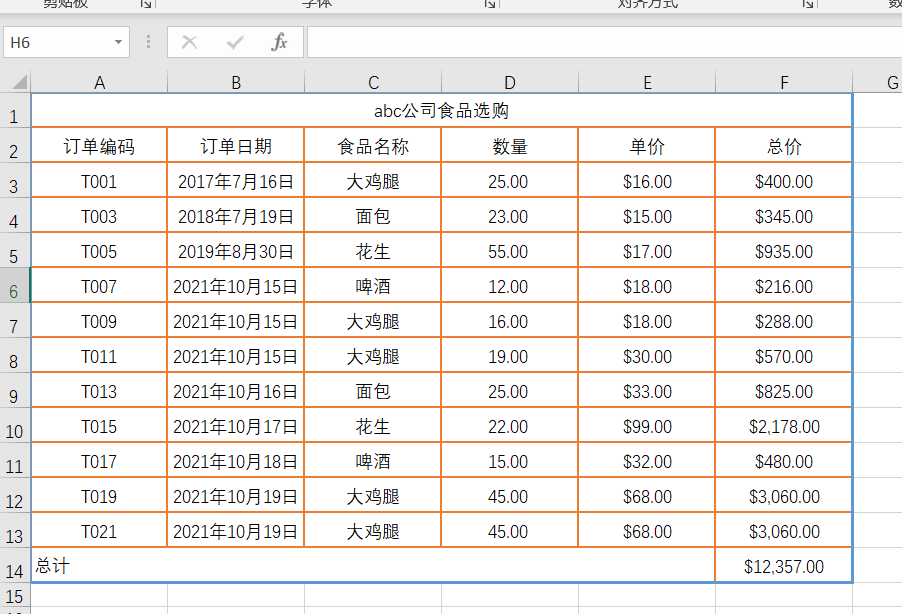 剪贴板 字体 对齐方式 数
H6 fx
A B C D E F G
1 abc公司食品选购
2 订单编码 订单日期 食品名称 数量 单价 总价
3 T001 2017年7月16日 大鸡腿 25.00 $16.00 $400.00
4 T003 2018年7月19日 面包 23.00 $15.00 $345.00
5 T005 2019年8月30日 花生 55.00 $17.00 $935.00
6 T007 2021年10月15日 啤酒 12.00 $18.00 $216.00
7 T009 2021年10月15日 大鸡腿 16.00 $18.00 $288.00
8 T011 2021年10月15日 大鸡腿 19.00 $30.00 $570.00
9 T013 2021年10月16日 面包 25.00 $33.00 $825.00
10 T015 2021年10月17日 花生 22.00 $99.00 $2,178.00
11 T017 2021年10月18日 啤酒 15.00 $32.00 $480.00
12 T019 2021年10月19日 大鸡腿 45.00 $68.00 $3,060.00
13 T021 2021年10月19日 大鸡腿 45.00 $68.00 $3,060.00
14 总计 $12,357.00
15